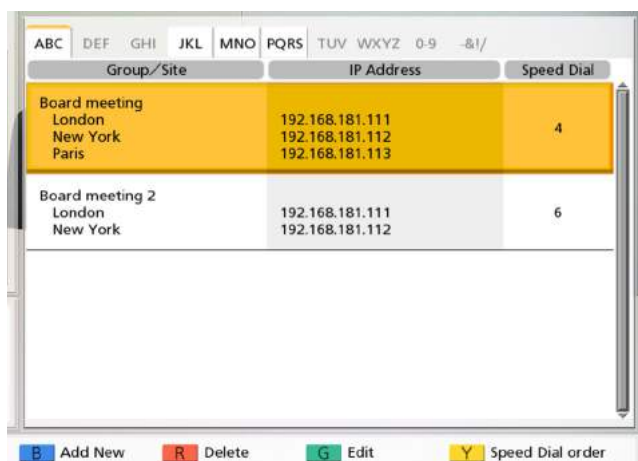 ABC DEF GHI JKL MNO PQRS TUV WXYZ 0-9 -&!/
Group/Site IP Address Speed Dial
Board meeting
London 192.168.181.111
New York 192.168.181.112 4
Paris 192.168.181.113
Board meeting 2
London 192.168.181.111 6
New York 192.168.181.112
B Add New R Delete G Edit Y Speed Dial order